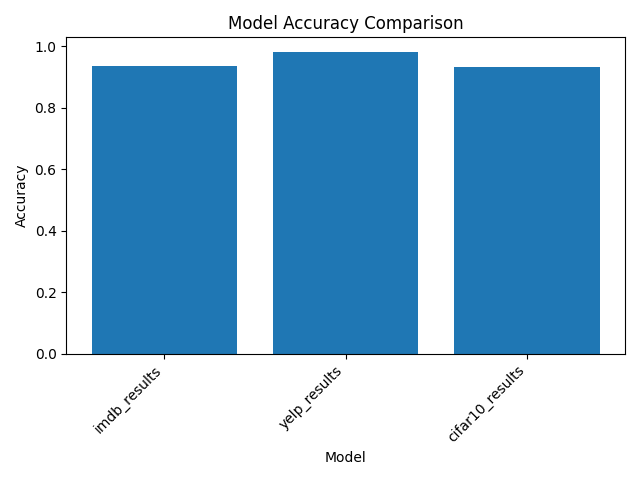 Model Accuracy Comparison
Accuracy
1.0
0.8
0.6
0.4
0.2
0.0
imdb_results
yelp_results
cifar10_results
Model